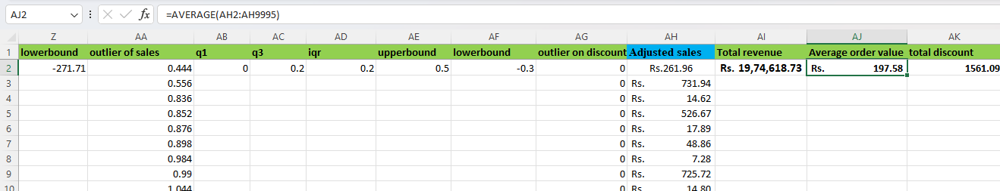 AJ2 fx =AVERAGE(AH2:AH9995)
Z AA AB AC AD AE AF AG AH AI AJ AK
1 lowerbound outlier of sales q1 q3 iqr upperbound lowerbound outlier on discount Adjusted sales Total revenue Average order value total discount
2 -271.71 0.444 0 0.2 0.2 0.5 -0.3 0 Rs.261.96 Rs. 19,74,618.73 Rs. 197.58 1561.09
3 0.556 0 Rs. 731.94
4 0.836 0 Rs. 14.62
5 0.852 0 Rs. 526.67
6 0.876 0 Rs. 17.89
7 0.898 0 Rs. 48.86
8 0.984 0 Rs. 7.28
9 0.99 0 Rs. 725.72
10 1.044 0 Rs. 14.80